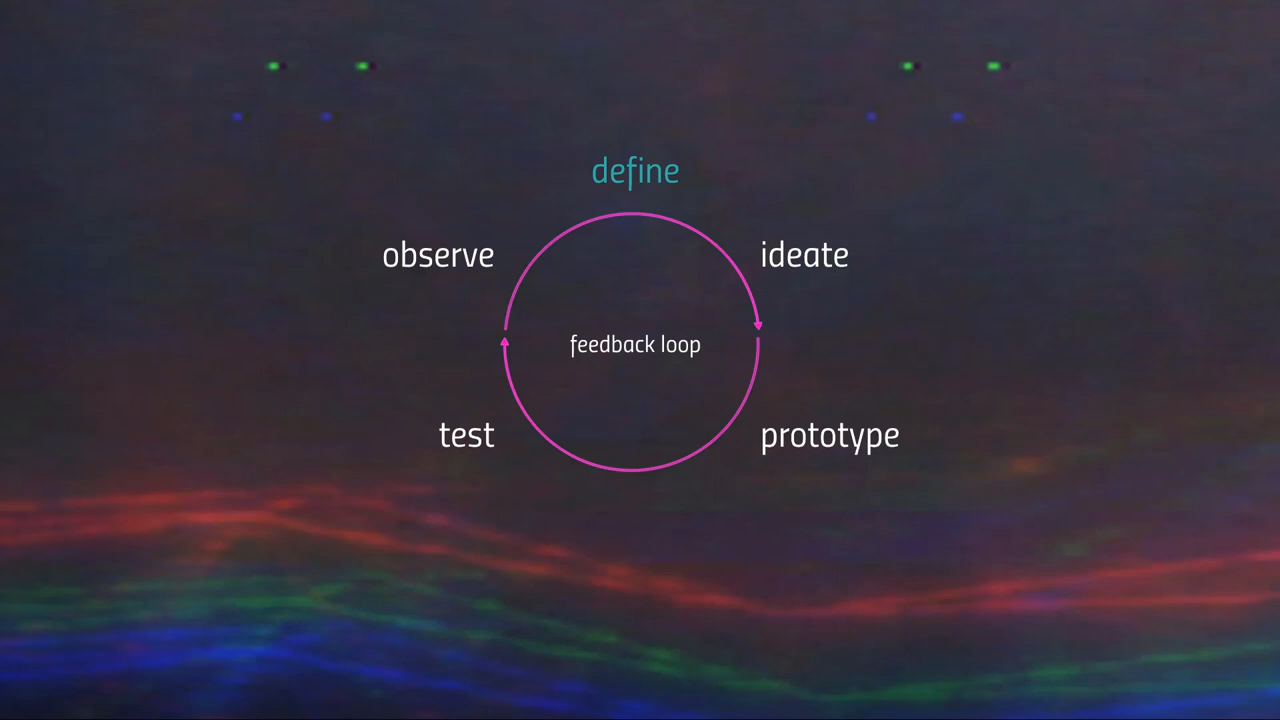 define
observe
ideate
feedback loop
test
prototype